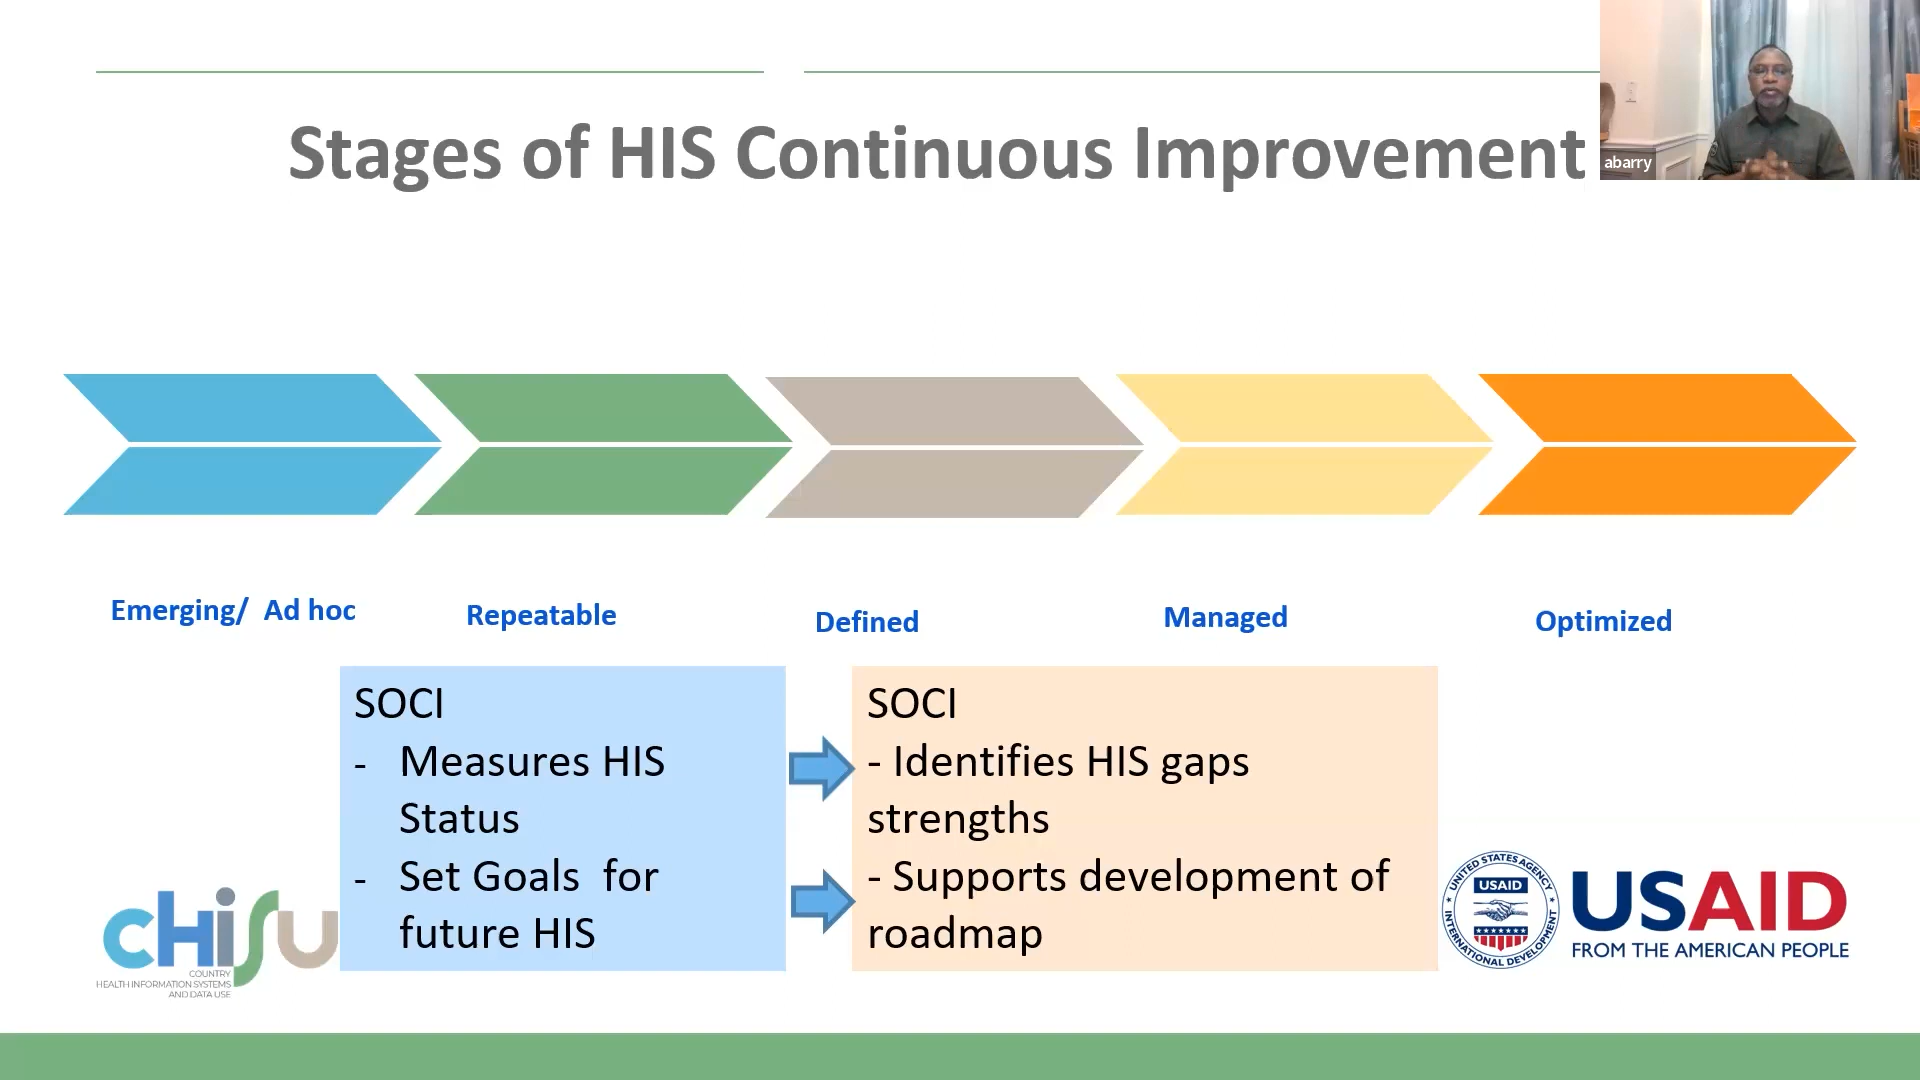 Stages of HIS Continuous Improvement
abarry
Emerging/ Ad hoc
Repeatable
Defined
Managed
Optimized
SOCI
- Measures HIS
Status
- Set Goals for
future HIS
SOCI
- Identifies HIS gaps
strengths
- Supports development of
roadmap
CHISU
COUNTRY
HEALTH INFORMATION SYSTEMS
AND DATA USE
UNITED STATES AGENCY
USAID
INTERNATIONAL DEVELOPMENT
USAID
FROM THE AMERICAN PEOPLE